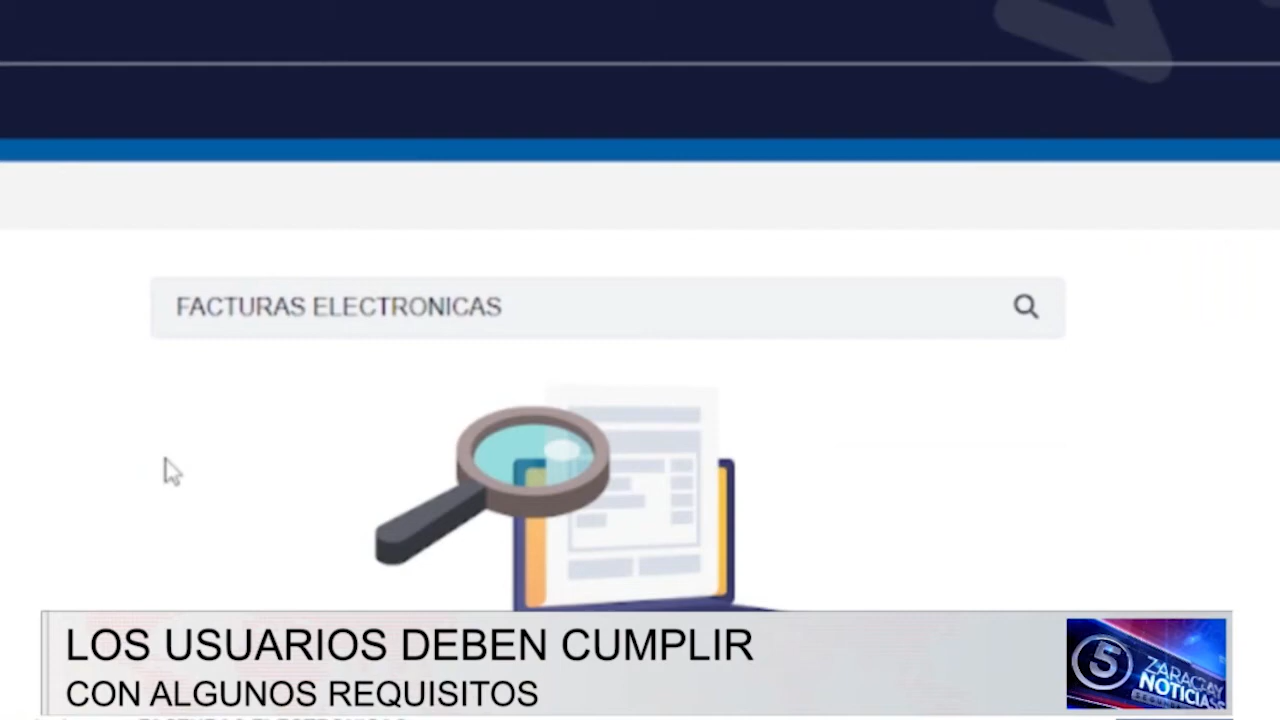 FACTURAS ELECTRONICAS
LOS USUARIOS DEBEN CUMPLIR
CON ALGUNOS REQUISITOS
5
ZARACAY
NOTICIAS